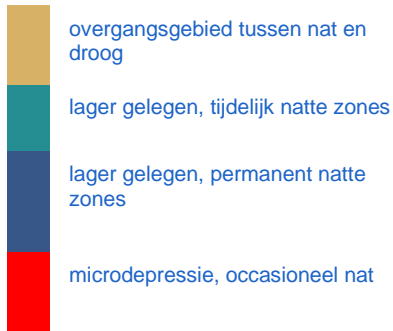 overgangsgebied tussen nat en
droog
lager gelegen, tijdelijk natte zones
lager gelegen, permanent natte
zones
microdepressie, occasioneel nat